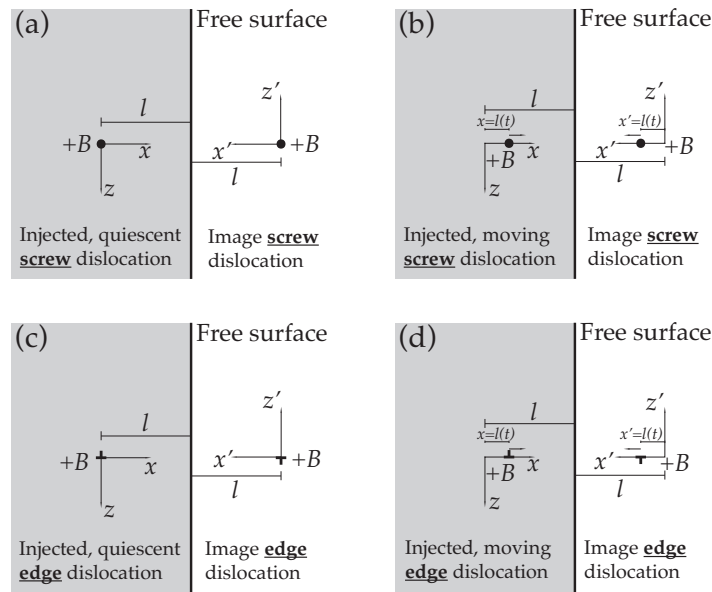 (a)
Free surface
l
z'
+B
x
x'
+B
z
l
Injected, quiescent
screw dislocation
Image screw
dislocation
(b)
Free surface
l
x=l(t)
x'=l(t)
z'
+B
x
x'
+B
z
l
Injected, moving
screw dislocation
Image screw
dislocation
(c)
Free surface
l
z'
+B
x
x'
+B
z
l
Injected, quiescent
edge dislocation
Image edge
dislocation
(d)
Free surface
l
x=l(t)
x'=l(t)
z'
+B
x
x'
+B
z
l
Injected, moving
edge dislocation
Image edge
dislocation